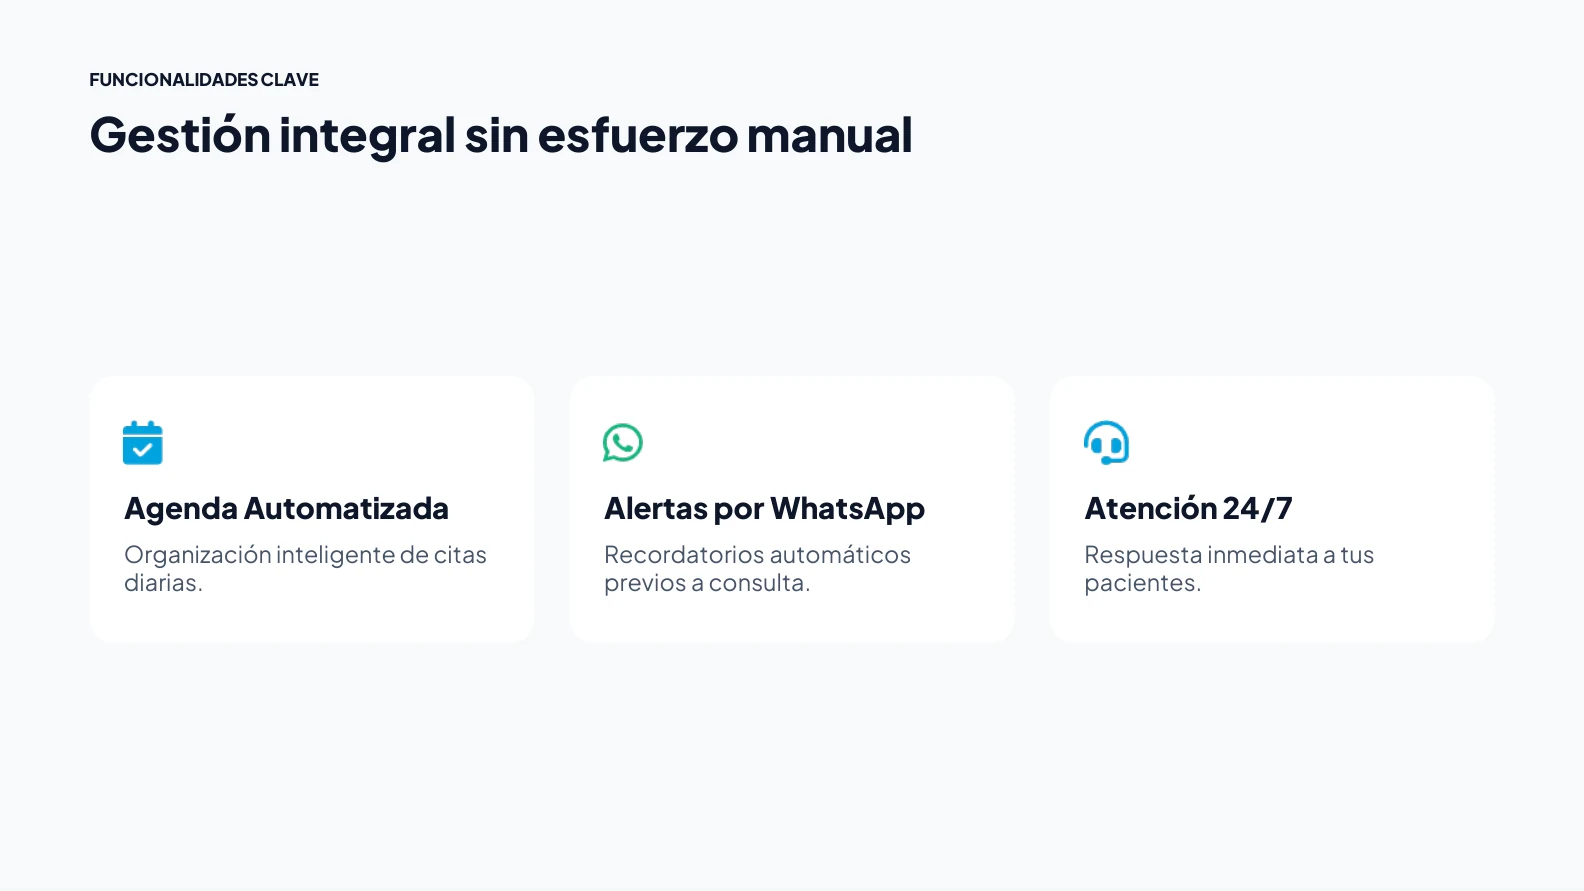 FUNCIONALIDADES CLAVE
Gestión integral sin esfuerzo manual
Agenda Automatizada
Organización inteligente de citas
diarias.
Alertas por WhatsApp
Recordatorios automáticos
previos a consulta.
Atención 24/7
Respuesta inmediata a tus
pacientes.